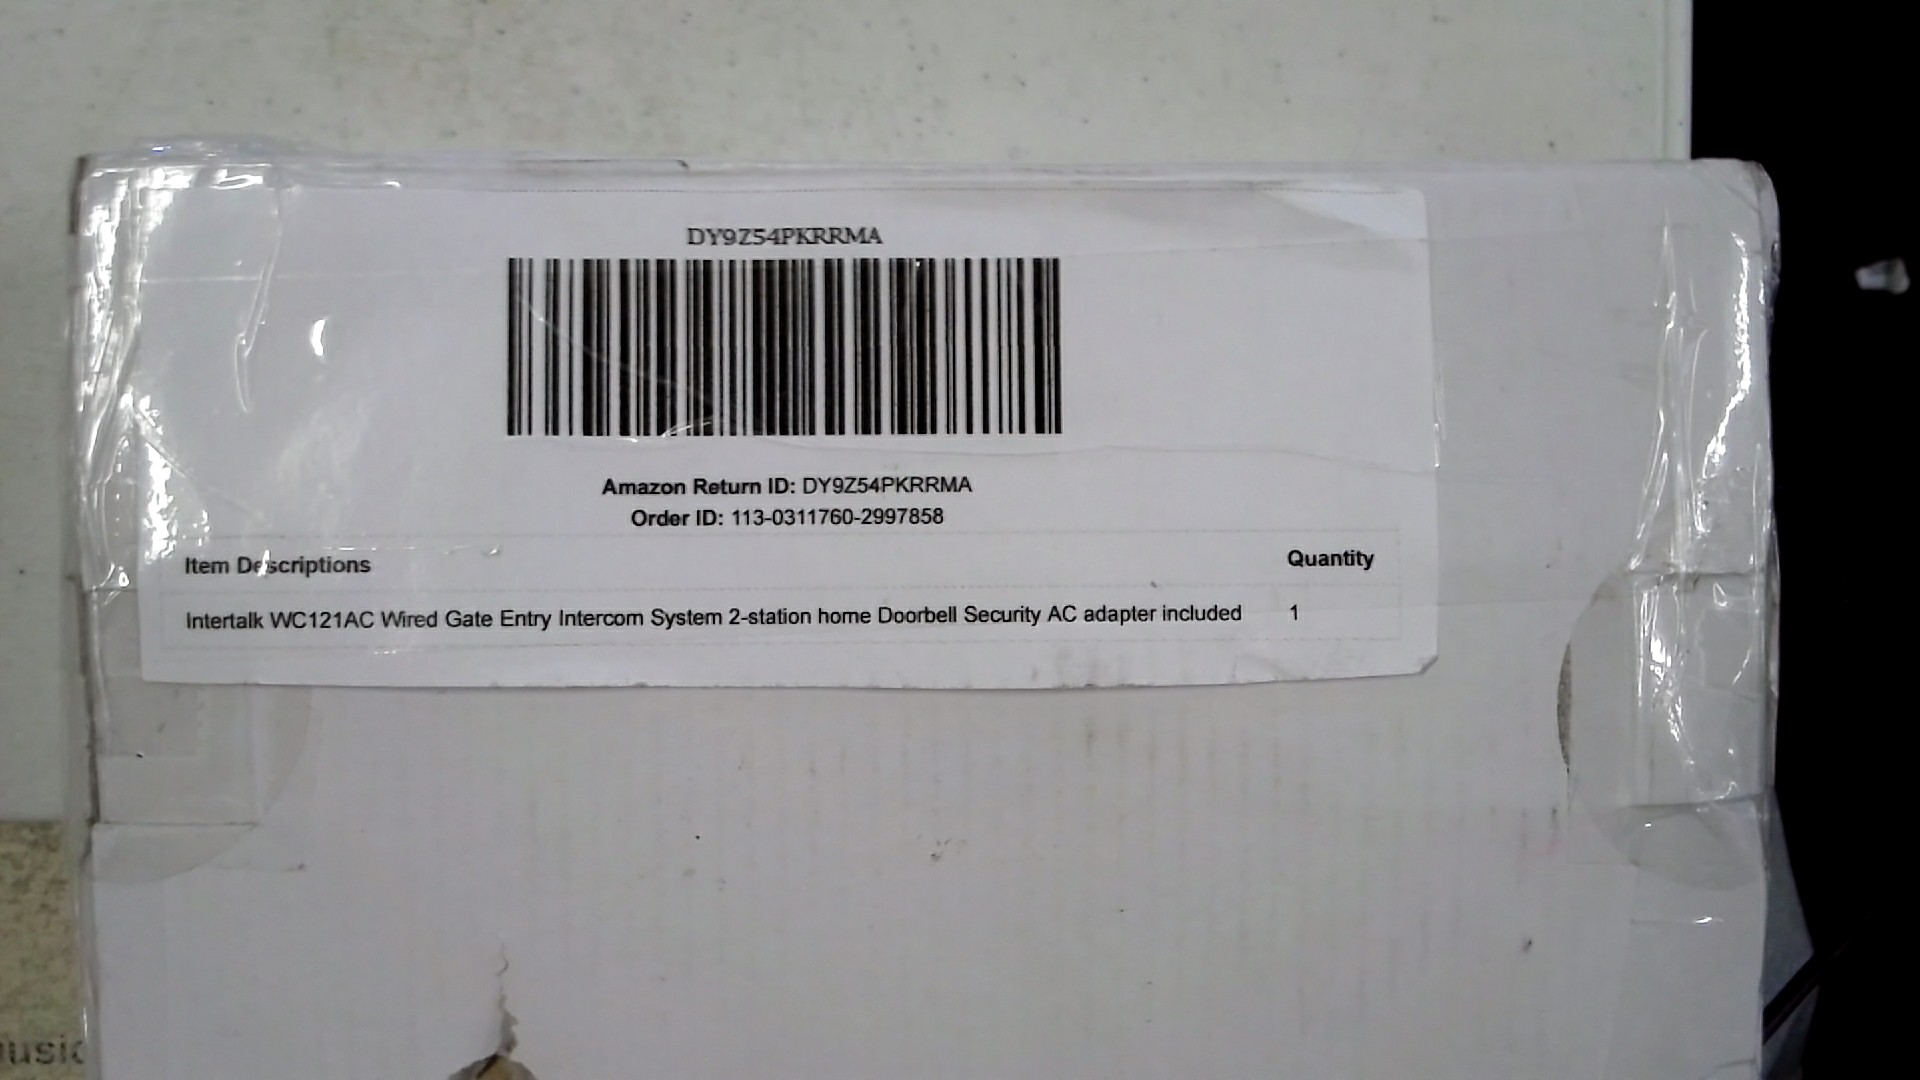 DY9Z54PKRRMA
Amazon Return ID: DY9Z54PKRRMA
Order ID: 113-0311760-2997858
Item Descriptions Quantity
Intertalk WC121AC Wired Gate Entry Intercom System 2-station home Doorbell Security AC adapter included 1